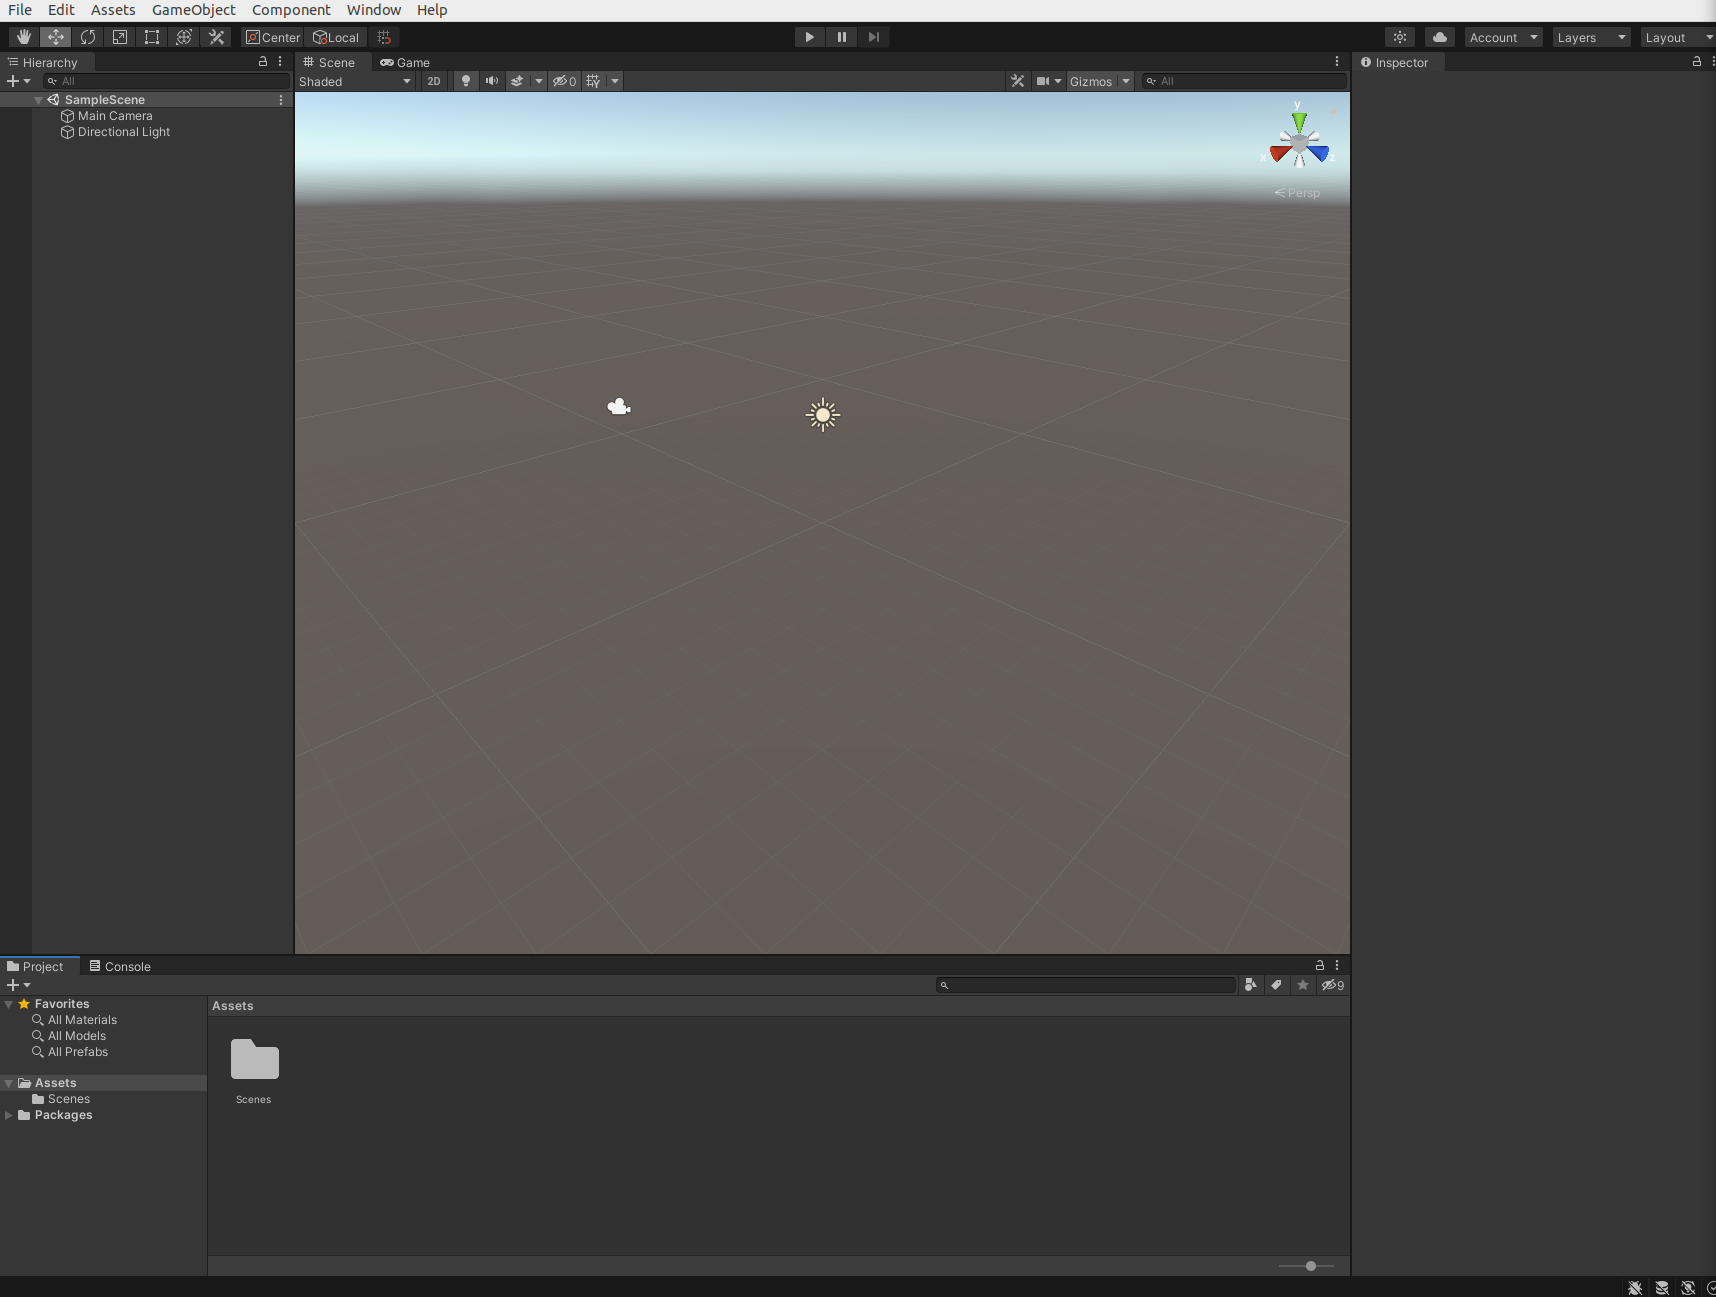 File Edit Assets GameObject Component Window Help
Center Local Account Layers Layout
Hierarchy
All
SampleScene
Main Camera
Directional Light
Scene Game
Shaded 2D 0 Gizmos All
y
x z
Persp
Inspector
Project Console
9
Favorites
All Materials
All Models
All Prefabs
Assets
Scenes
Packages
Assets
Scenes